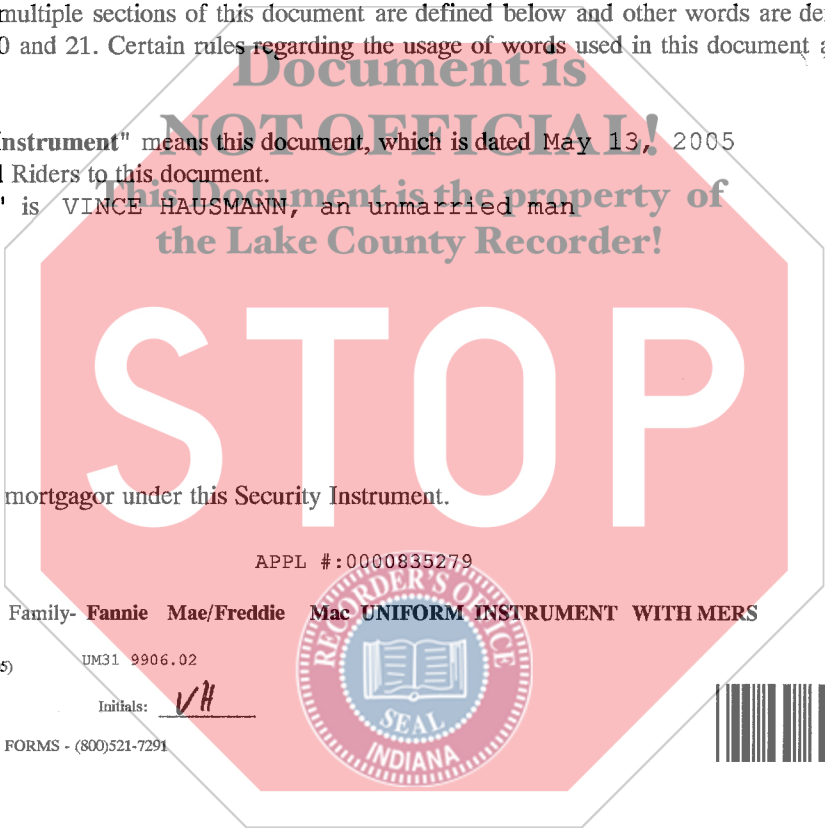 multiple sections of this document are defined below and other words are de
0 and 21. Certain rules regarding the usage of words used in this document
Document is
NOT OFFICIAL!
nstrument" means this document, which is dated May 13, 2005
Riders to this document.
This Document is the property of
" is VINCE HAUSMANN, an unmarried man
the Lake County Recorder!
STOP
mortgagor under this Security Instrument.
APPL #:0000835279
Family- Fannie Mae/Freddie Mac UNIFORM INSTRUMENT WITH MERS
5)
UM31 9906.02
Initials: VH
FORMS - (800)521-7291
RECORDER'S OFFICE
SEAL
INDIANA